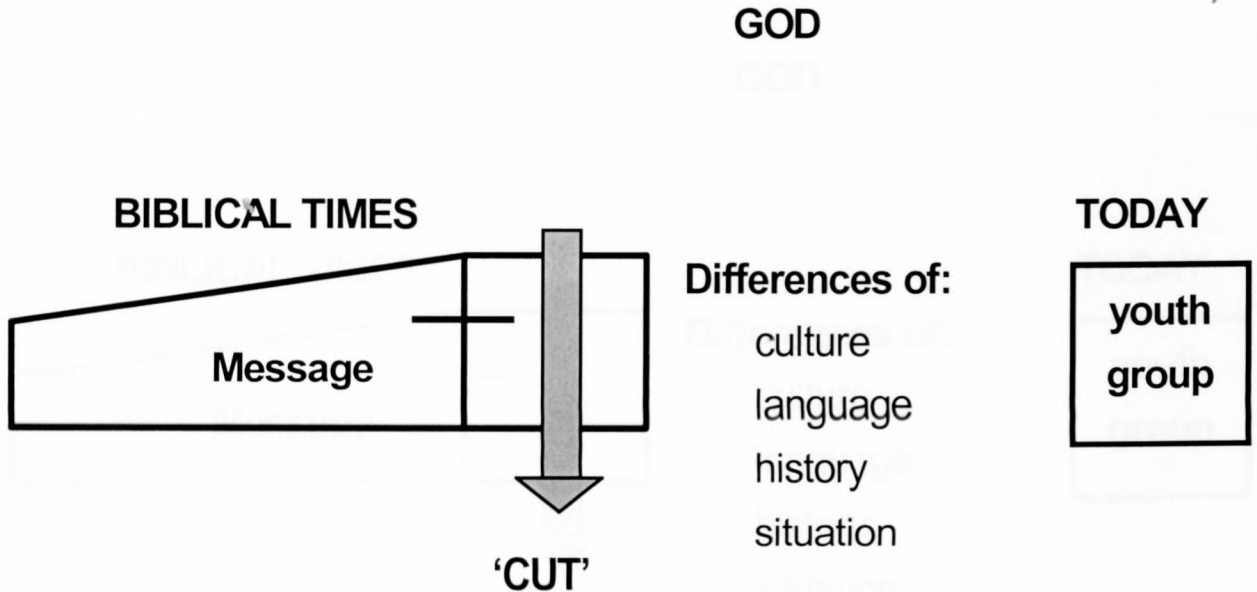 GOD
BIBLICAL TIMES
TODAY
Message
Differences of:
culture
language
history
situation
youth
group
‘CUT’